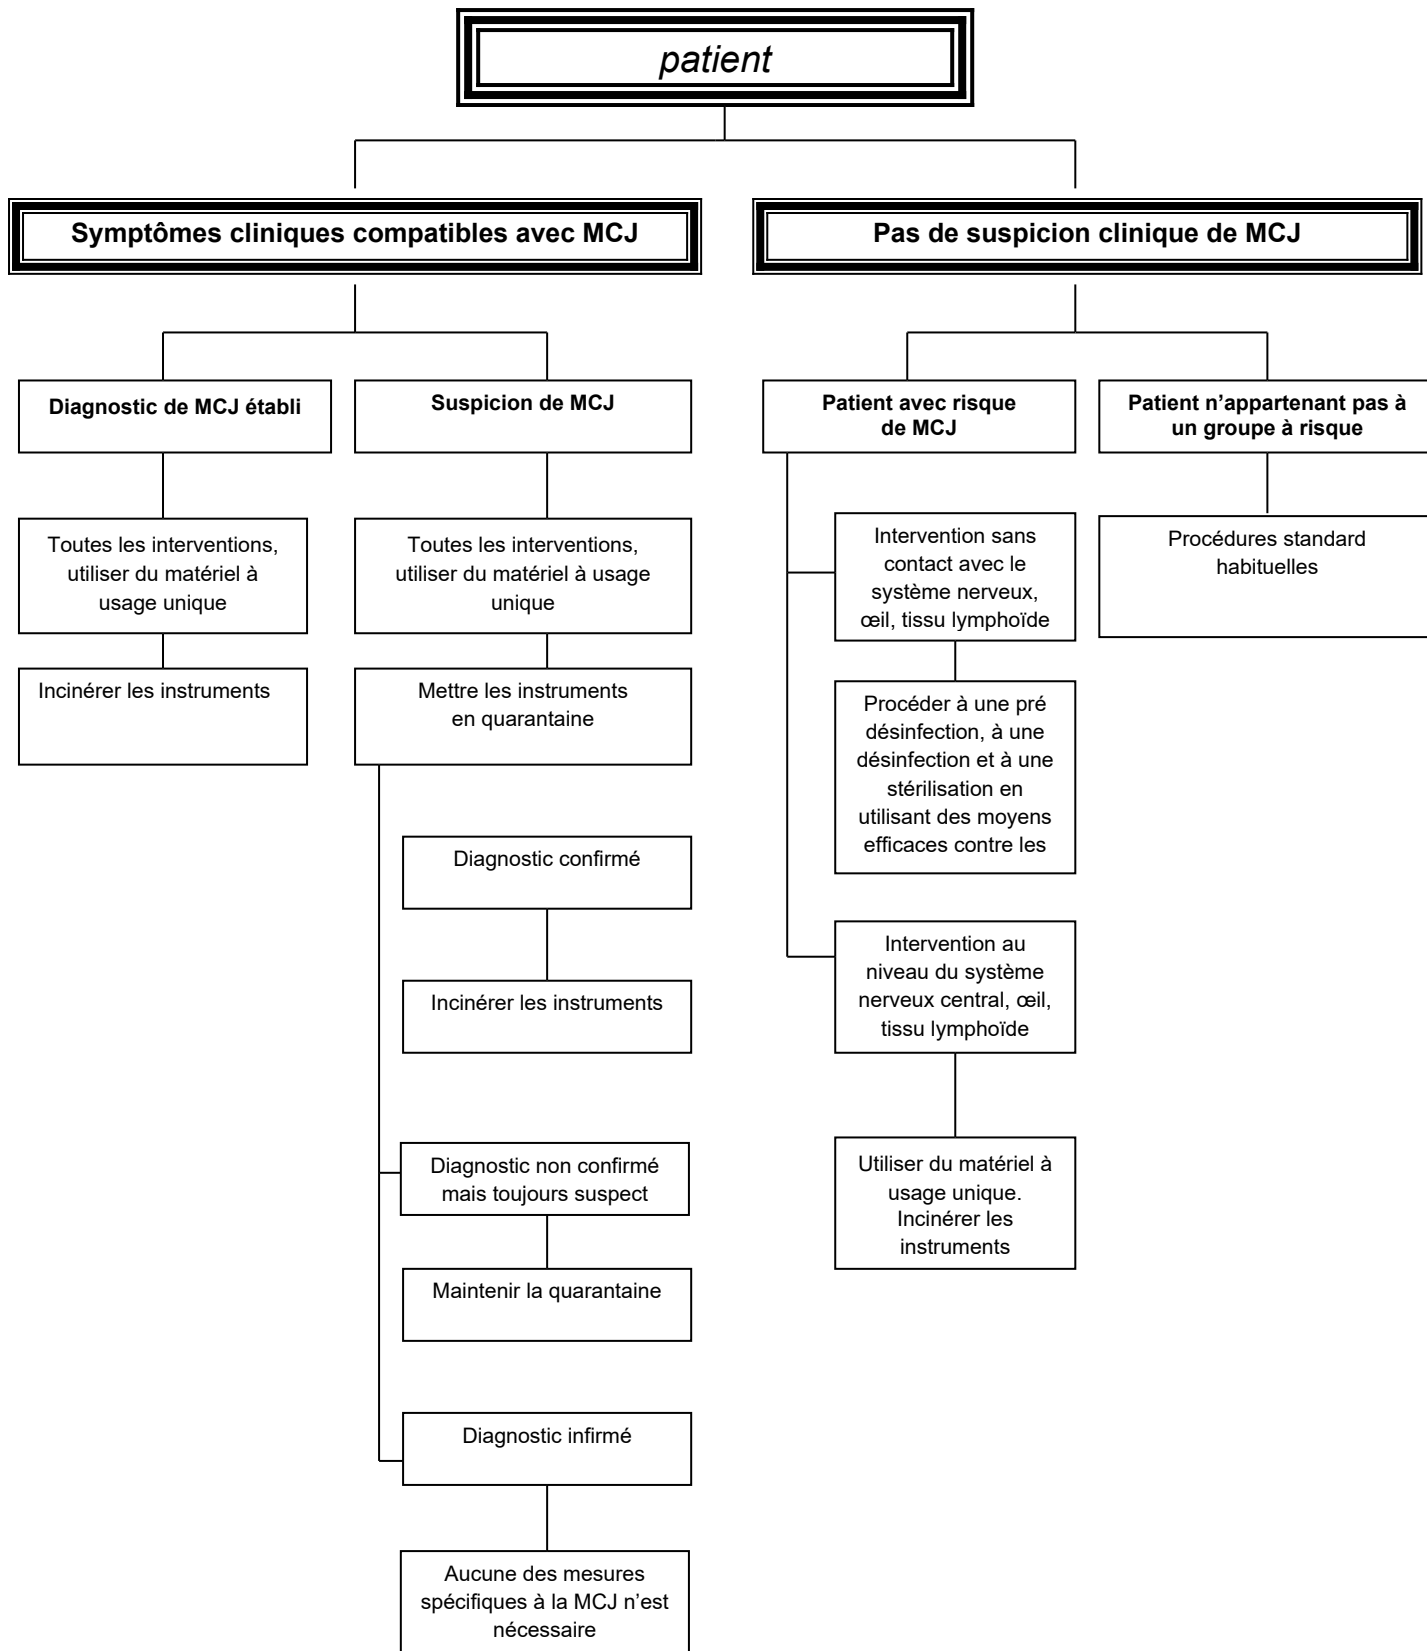 patient
Symptômes cliniques compatibles avec MCJ
Pas de suspicion clinique de MCJ
Diagnostic de MCJ établi
Suspicion de MCJ
Patient avec risque
de MCJ
Patient n’appartenant pas à
un groupe à risque
Toutes les interventions,
utiliser du matériel à
usage unique
Toutes les interventions,
utiliser du matériel à usage
unique
Intervention sans
contact avec le
système nerveux,
œil, tissu lymphoïde
Procédures standard
habituelles
Incinérer les instruments
Mettre les instruments
en quarantaine
Procéder à une pré
désinfection, à une
désinfection et à une
stérilisation en
utilisant des moyens
efficaces contre les
Diagnostic confirmé
Incinérer les instruments
Intervention au
niveau du système
nerveux central, œil,
tissu lymphoïde
Diagnostic non confirmé
mais toujours suspect
Utiliser du matériel à
usage unique.
Incinérer les
instruments
Maintenir la quarantaine
Diagnostic infirmé
Aucune des mesures
spécifiques à la MCJ n’est
nécessaire